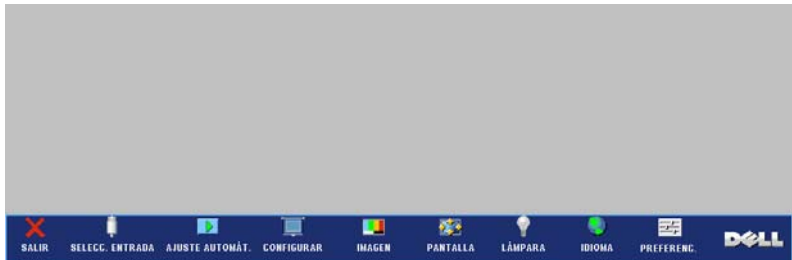 SALIR SELECC. ENTRADA AJUSTE AUTOMÁT. CONFIGURAR IMAGEN PANTALLA LÁMPARA IDIOMA PREFERENC. DELL